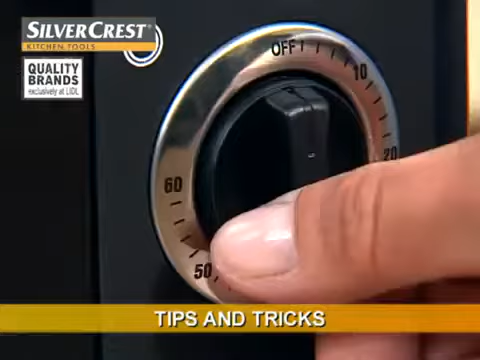 SILVERCREST®
KITCHEN TOOLS
QUALITY
BRANDS
exclusively at LIDL
OFF
10
20
60
50
TIPS AND TRICKS